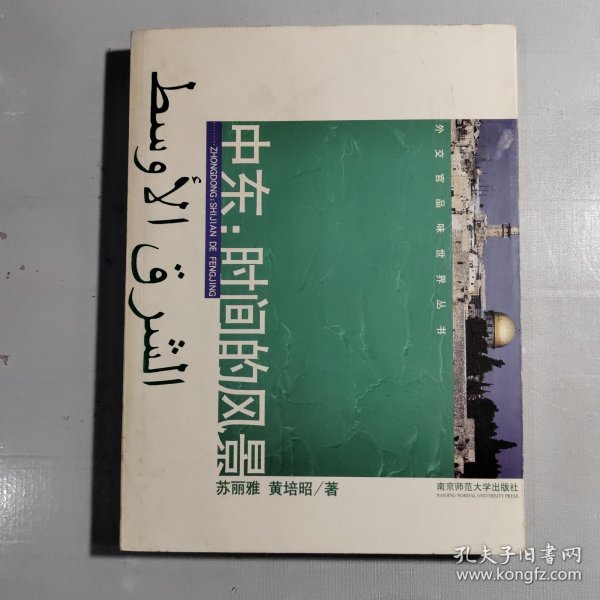 الشرق الأوسط
中东：时间的风景
ZHONGDONG:SHIJIAN DE FENGJING
外交官品味世界丛书
苏丽雅 黄培昭/著
南京师范大学出版社
NANJING NORMAL UNIVERSITY PRESS
孔夫子旧书网
www.kongfz.com